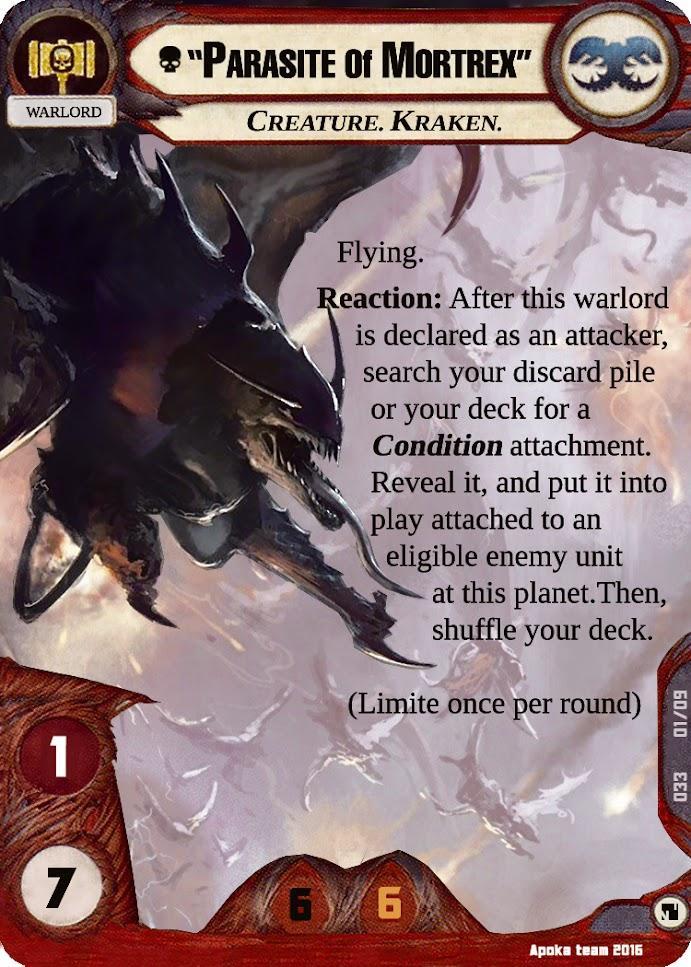 "PARASITE OF MORTREX"
WARLORD
CREATURE. KRAKEN.
Flying.
Reaction: After this warlord
is declared as an attacker,
search your discard pile
or your deck for a
Condition attachment.
Reveal it, and put it into
play attached to an
eligible enemy unit
at this planet.Then,
shuffle your deck.
(Limite once per round)
1
7
6
6
033 01/09
Apoka team 2016